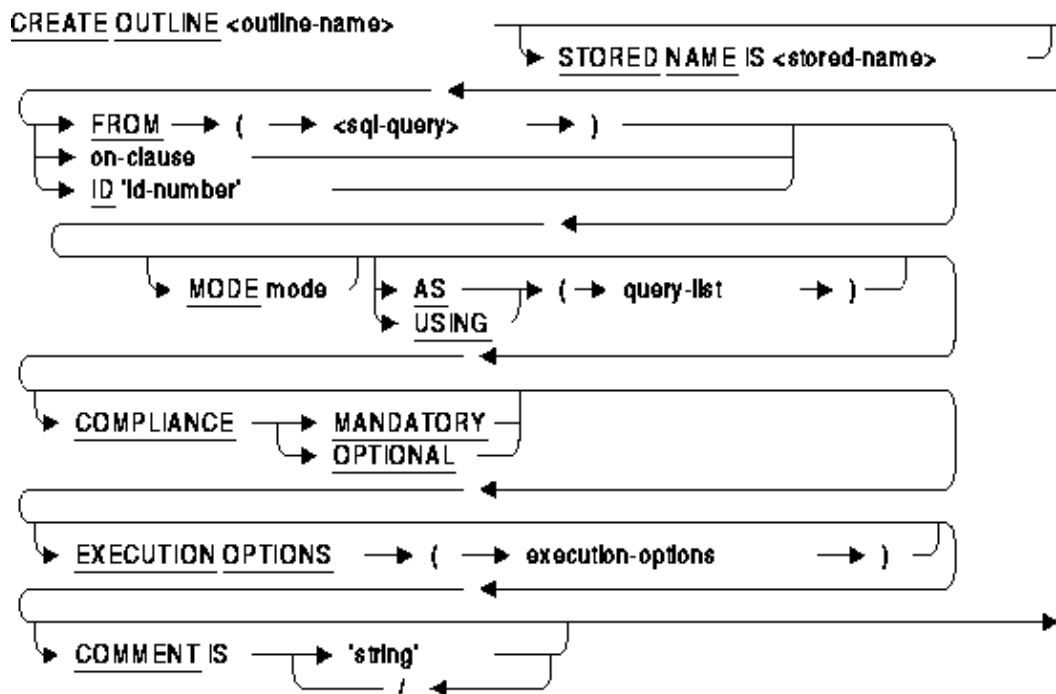 CREATE OUTLINE <outline-name>
STORED NAME IS <stored-name>
FROM ( <sql-query> )
on-clause
ID 'id-number'
MODE mode AS ( query-list )
USING
COMPLIANCE MANDATORY
OPTIONAL
EXECUTION OPTIONS ( execution-options )
COMMENT IS 'string'
/